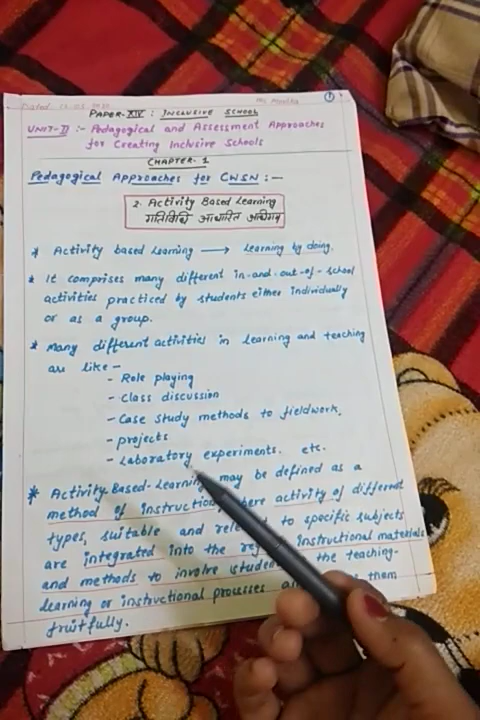 PAPER-XIV : INCLUSIVE SCHOOL
UNIT-II :- Pedagogical and Assessment Approaches
for Creating Inclusive Schools
CHAPTER-1
Pedagogical Approaches for CWSN :-
2. Activity Based Learning
गतिविधि आधारित अधिगम
* Activity based learning → learning by doing.
* It comprises many different in-and-out-of-school
activities practiced by students either individually
or as a group.
* Many different activities in learning and teaching
are like -
- Role playing
- Class discussion
- Case study methods to fieldwork,
- projects
- Laboratory experiments. etc.
* Activity Based-Learning may be defined as a
method of instruction, where activity of different
types, suitable and to specific subjects
are integrated into the instructional materials
and methods to involve the teaching-
learning or instructional processes them
fruitfully.